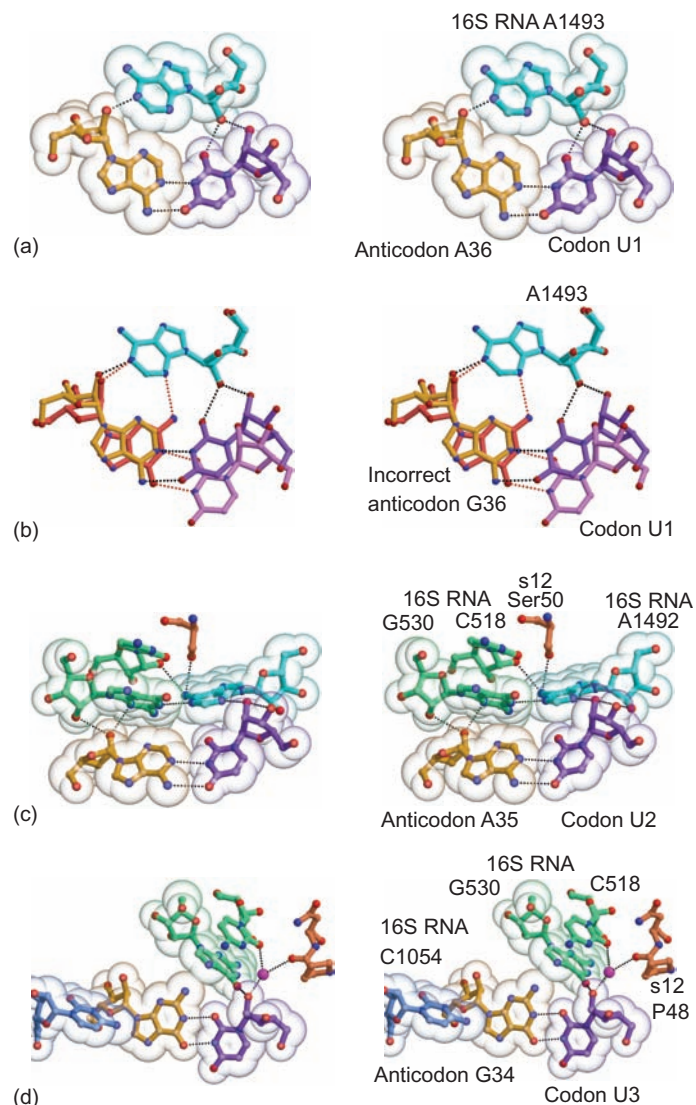 16S RNA A1493
(a)
Anticodon A36
Codon U1
A1493
(b)
Incorrect
anticodon G36
Codon U1
s12
16S RNA
Ser50
16S RNA
G530
C518
A1492
(c)
Anticodon A35
Codon U2
16S RNA
G530
C518
16S RNA
C1054
s12
P48
(d)
Anticodon G34
Codon U3